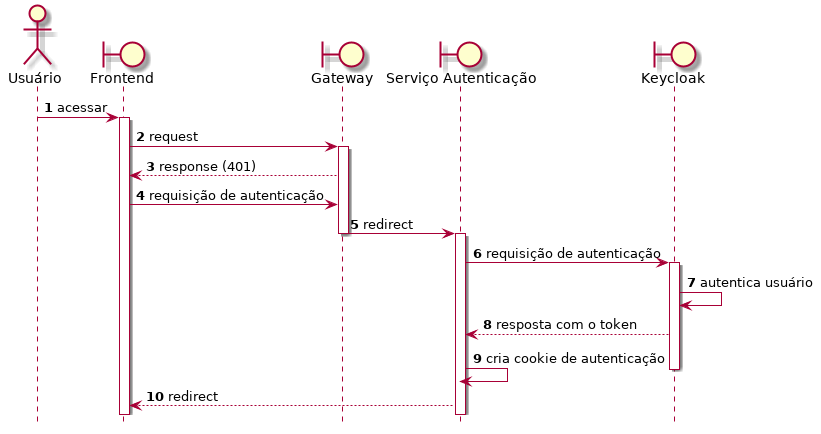 Usuário
Frontend
Gateway
Serviço Autenticação
Keycloak
1 acessar
2 request
3 response (401)
4 requisição de autenticação
5 redirect
6 requisição de autenticação
7 autentica usuário
8 resposta com o token
9 cria cookie de autenticação
10 redirect